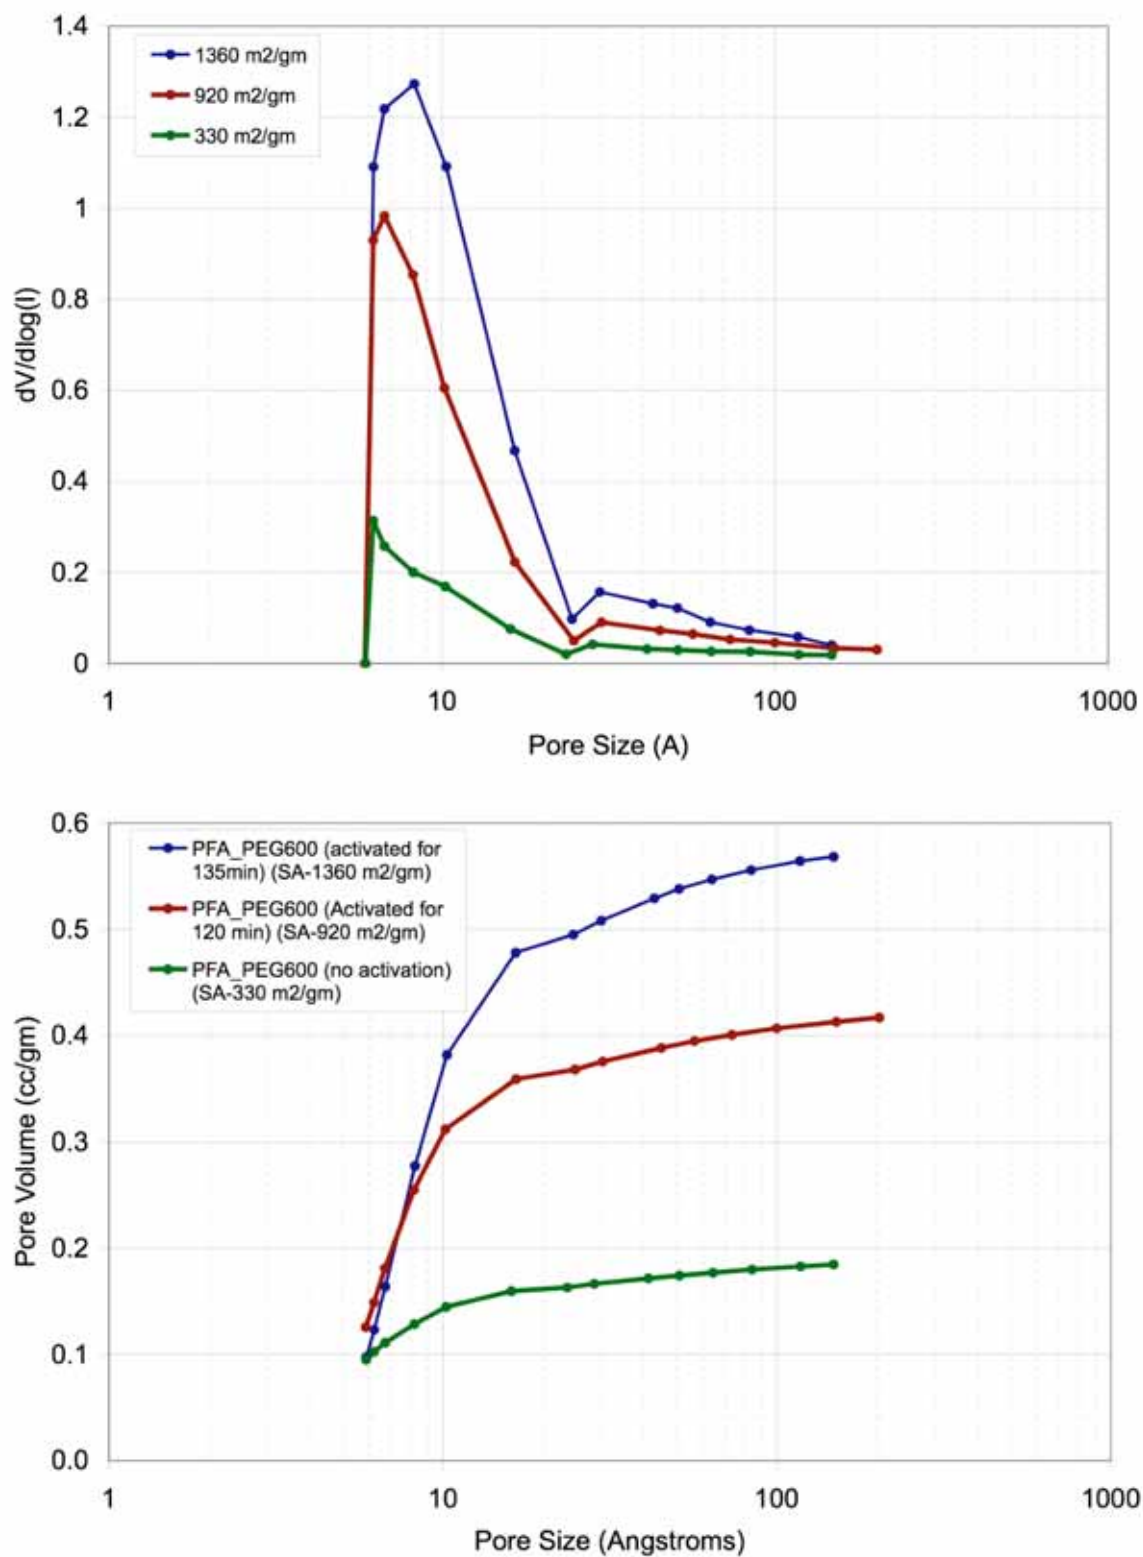 1.4
1.2
1
0.8
0.6
0.4
0.2
0
dV/dlog(l)
1360 m2/gm
920 m2/gm
330 m2/gm
1
10
100
1000
Pore Size (A)
0.6
0.5
0.4
0.3
0.2
0.1
0.0
Pore Volume (cc/gm)
PFA_PEG600 (activated for
135min) (SA-1360 m2/gm)
PFA_PEG600 (Activated for
120 min) (SA-920 m2/gm)
PFA_PEG600 (no activation)
(SA-330 m2/gm)
1
10
100
1000
Pore Size (Angstroms)